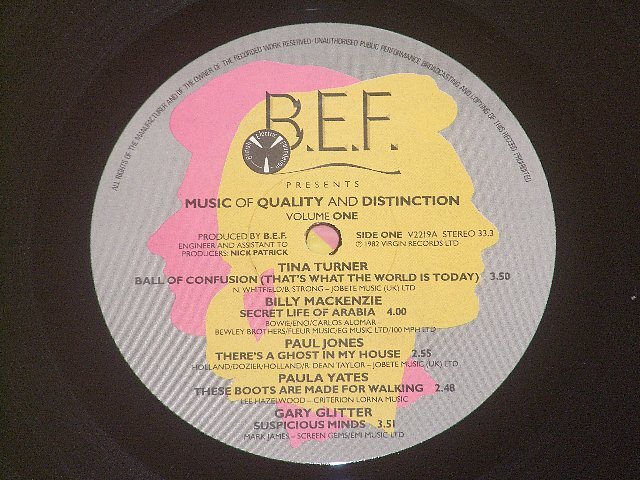 ALL RIGHTS OF THE MANUFACTURER AND OF THE OWNER OF THE RECORDED WORK RESERVED · UNAUTHORISED PUBLIC PERFORMANCE BROADCASTING AND COPYING OF THIS RECORD PROHIBITED
B.E.F.
British Electric Foundation
PRESENTS
MUSIC OF QUALITY AND DISTINCTION
VOLUME ONE
PRODUCED BY B.E.F.
ENGINEER AND ASSISTANT TO
PRODUCERS: NICK PATRICK
SIDE ONE V2219A STEREO 33.3
℗ 1982 VIRGIN RECORDS LTD
TINA TURNER
BALL OF CONFUSION (THAT'S WHAT THE WORLD IS TODAY) 3.50
N. WHITFIELD/B. STRONG – JOBETE MUSIC (UK) LTD
BILLY MACKENZIE
SECRET LIFE OF ARABIA 4.00
BOWIE/ENO/CARLOS ALOMAR –
BEWLEY BROTHERS/FLEUR MUSIC/EG MUSIC LTD/100 MPH LTD
PAUL JONES
THERE'S A GHOST IN MY HOUSE 2.55
HOLLAND/DOZIER/HOLLAND/R. DEAN TAYLOR – JOBETE MUSIC (UK) LTD
PAULA YATES
THESE BOOTS ARE MADE FOR WALKING 2.48
LEE HAZELWOOD – CRITERION LORNA MUSIC
GARY GLITTER
SUSPICIOUS MINDS 3.51
MARK JAMES – SCREEN GEMS/EMI MUSIC LTD